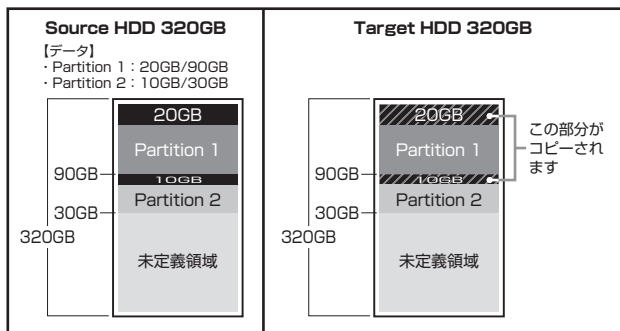 Source HDD 320GB
【データ】
・Partition 1：20GB/90GB
・Partition 2：10GB/30GB
20GB
Partition 1
90GB
10GB
Partition 2
30GB
320GB
未定義領域
Target HDD 320GB
20GB
Partition 1
90GB
10GB
Partition 2
30GB
320GB
未定義領域
この部分が
コピーされ
ます